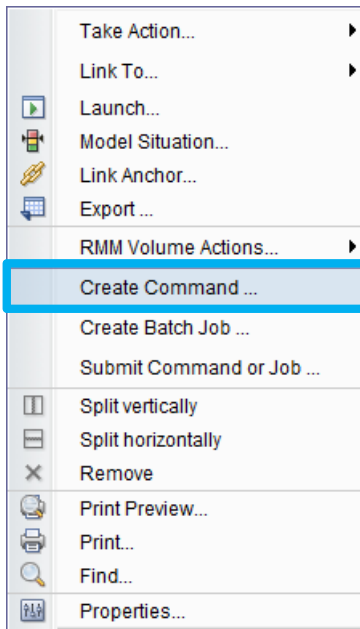 Take Action...
Link To...
Launch...
Model Situation...
Link Anchor...
Export ...
RMM Volume Actions...
Create Command ...
Create Batch Job ...
Submit Command or Job ...
Split vertically
Split horizontally
Remove
Print Preview...
Print...
Find...
Properties...